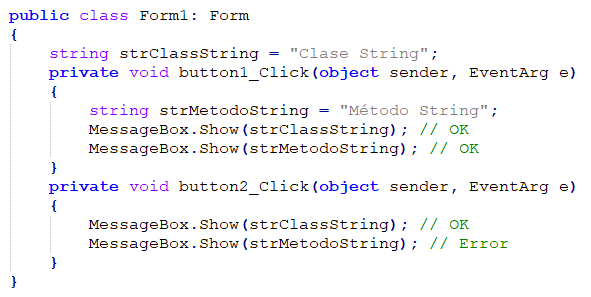 public class Form1: Form
{
string strClassString = "Clase String";
private void button1_Click(object sender, EventArg e)
{
string strMetodoString = "Método String";
MessageBox.Show(strClassString); // OK
MessageBox.Show(strMetodoString); // OK
}
private void button2_Click(object sender, EventArg e)
{
MessageBox.Show(strClassString); // OK
MessageBox.Show(strMetodoString); // Error
}
}